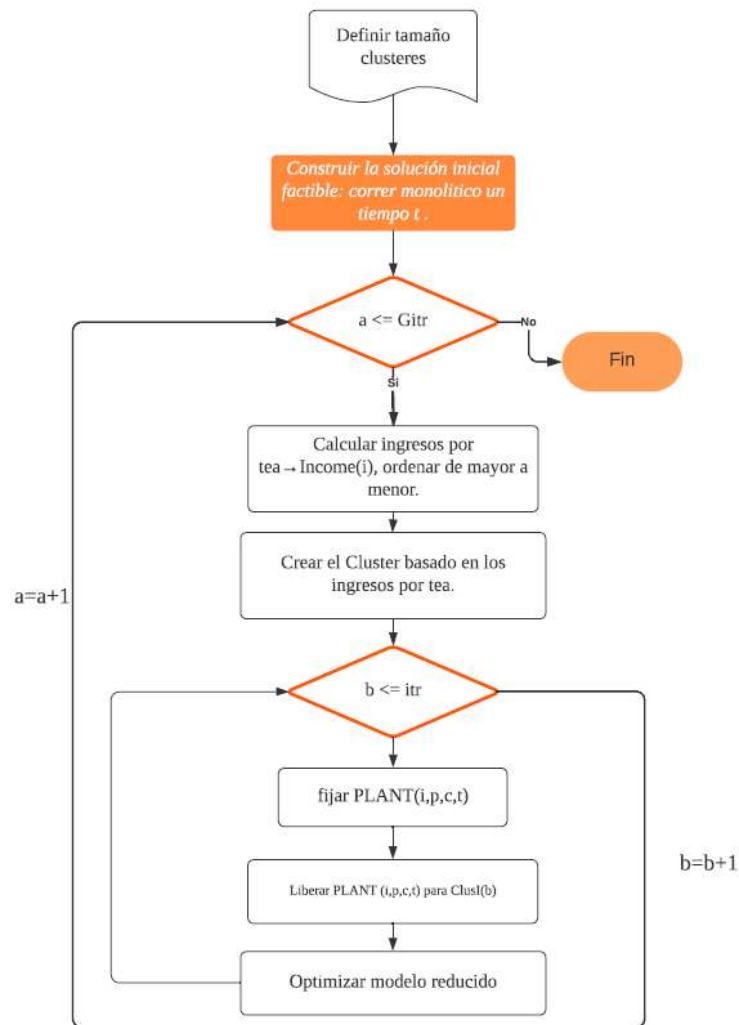 Definir tamaño
clusteres
Construir la solución inicial
factible: correr monolitico un
tiempo t .
a <= Gitr
No
Fin
Si
Calcular ingresos por
tea→Income(i), ordenar de mayor a
menor.
Crear el Cluster basado en los
ingresos por tea.
a=a+1
b <= itr
fijar PLANT(i,p,c,t)
b=b+1
Liberar PLANT (i,p,c,t) para ClusI(b)
Optimizar modelo reducido